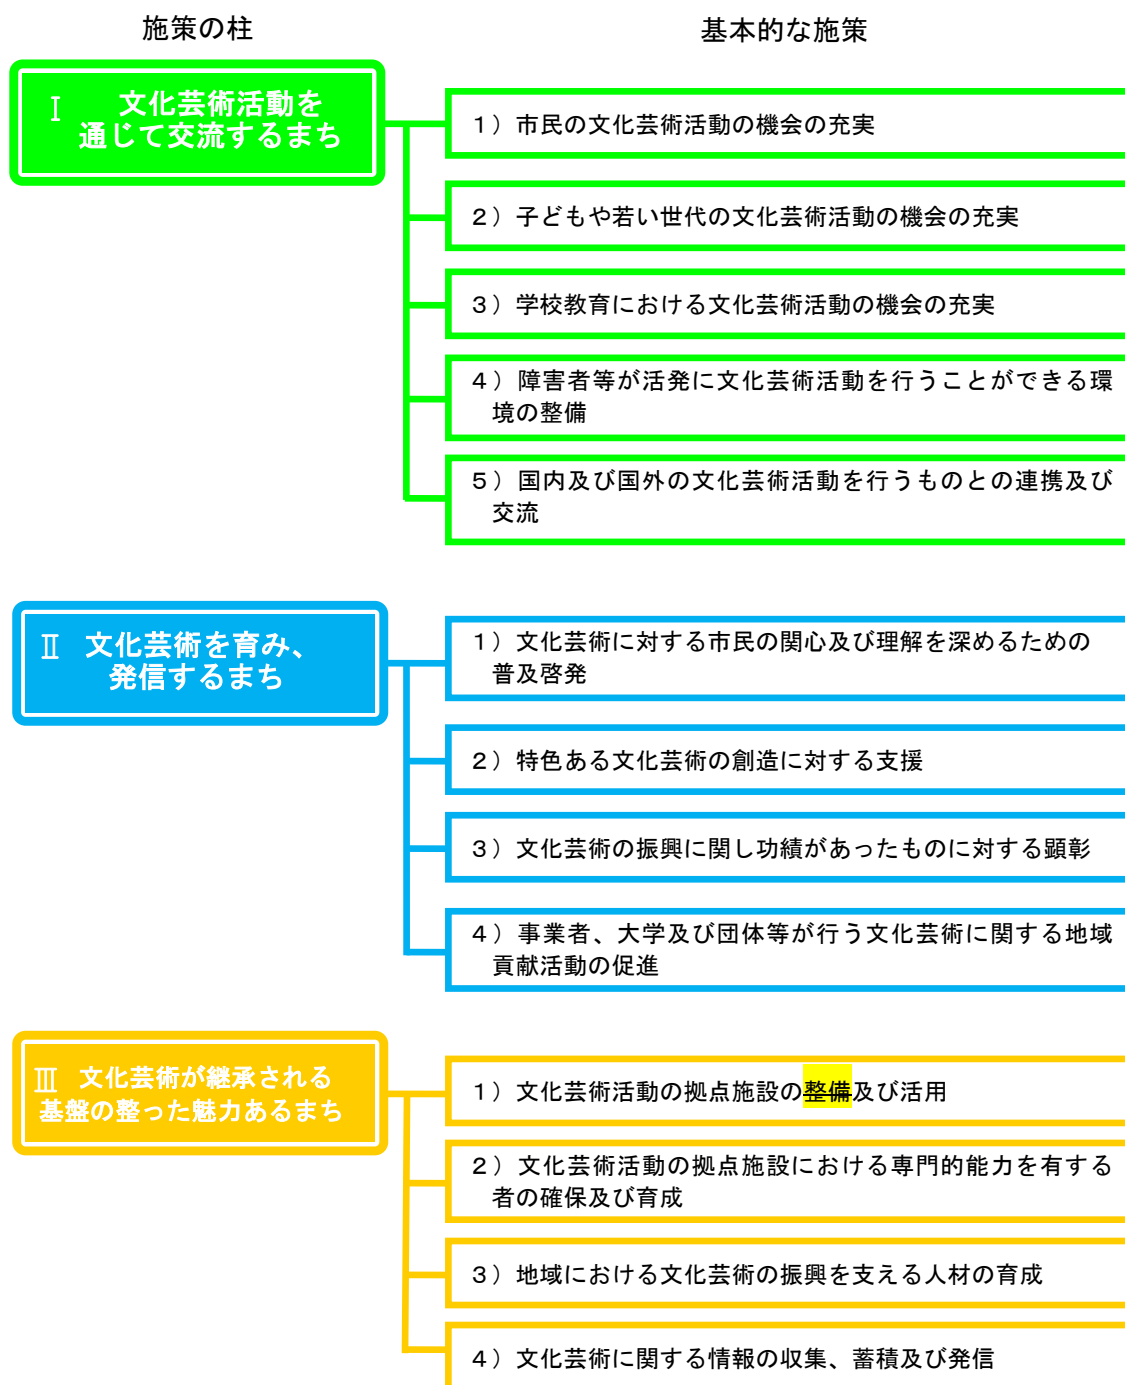 施策の柱
基本的な施策
Ⅰ 文化芸術活動を
通じて交流するまち
１）市民の文化芸術活動の機会の充実
２）子どもや若い世代の文化芸術活動の機会の充実
３）学校教育における文化芸術活動の機会の充実
４）障害者等が活発に文化芸術活動を行うことができる環
境の整備
５）国内及び国外の文化芸術活動を行うものとの連携及び
交流
Ⅱ 文化芸術を育み、
発信するまち
１）文化芸術に対する市民の関心及び理解を深めるための
普及啓発
２）特色ある文化芸術の創造に対する支援
３）文化芸術の振興に関し功績があったものに対する顕彰
４）事業者、大学及び団体等が行う文化芸術に関する地域
貢献活動の促進
Ⅲ 文化芸術が継承される
基盤の整った魅力あるまち
１）文化芸術活動の拠点施設の整備及び活用
２）文化芸術活動の拠点施設における専門的能力を有する
者の確保及び育成
３）地域における文化芸術の振興を支える人材の育成
４）文化芸術に関する情報の収集、蓄積及び発信